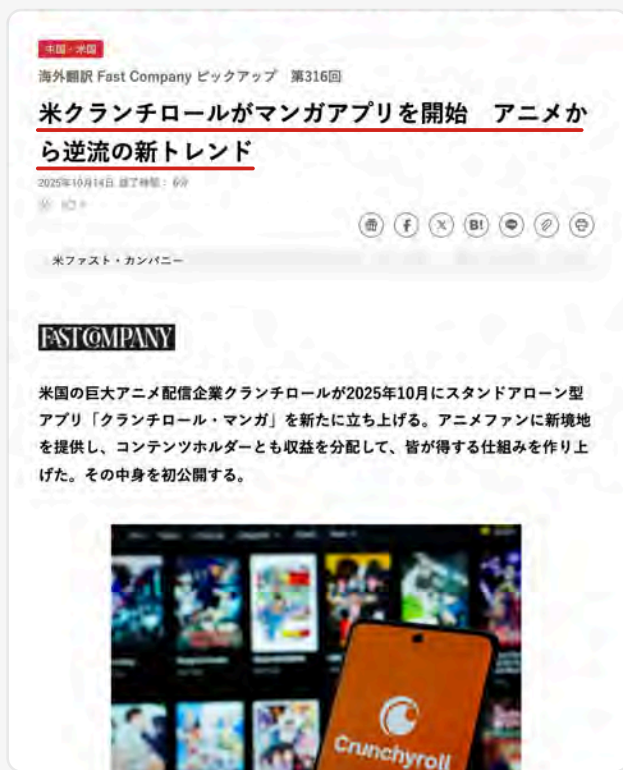 中国・米国
海外翻訳 Fast Company ピックアップ　第316回
米クランチロールがマンガアプリを開始　アニメか
ら逆流の新トレンド
2025年10月14日 読了時間： 6分
B!
米ファスト・カンパニー
FAST COMPANY
米国の巨大アニメ配信企業クランチロールが2025年10月にスタンドアローン型
アプリ「クランチロール・マンガ」を新たに立ち上げる。アニメファンに新境地
を提供し、コンテンツホルダーとも収益を分配して、皆が得する仕組みを作り上
げた。その中身を初公開する。
Crunchyroll